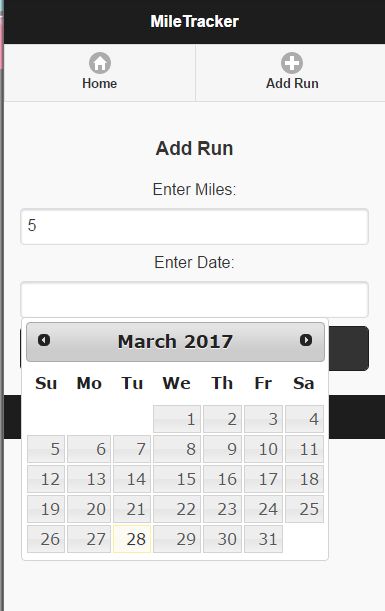 MileTracker
Home Add Run
Add Run
Enter Miles:
5
Enter Date:
March 2017
Su Mo Tu We Th Fr Sa
1 2 3 4
5 6 7 8 9 10 11
12 13 14 15 16 17 18
19 20 21 22 23 24 25
26 27 28 29 30 31